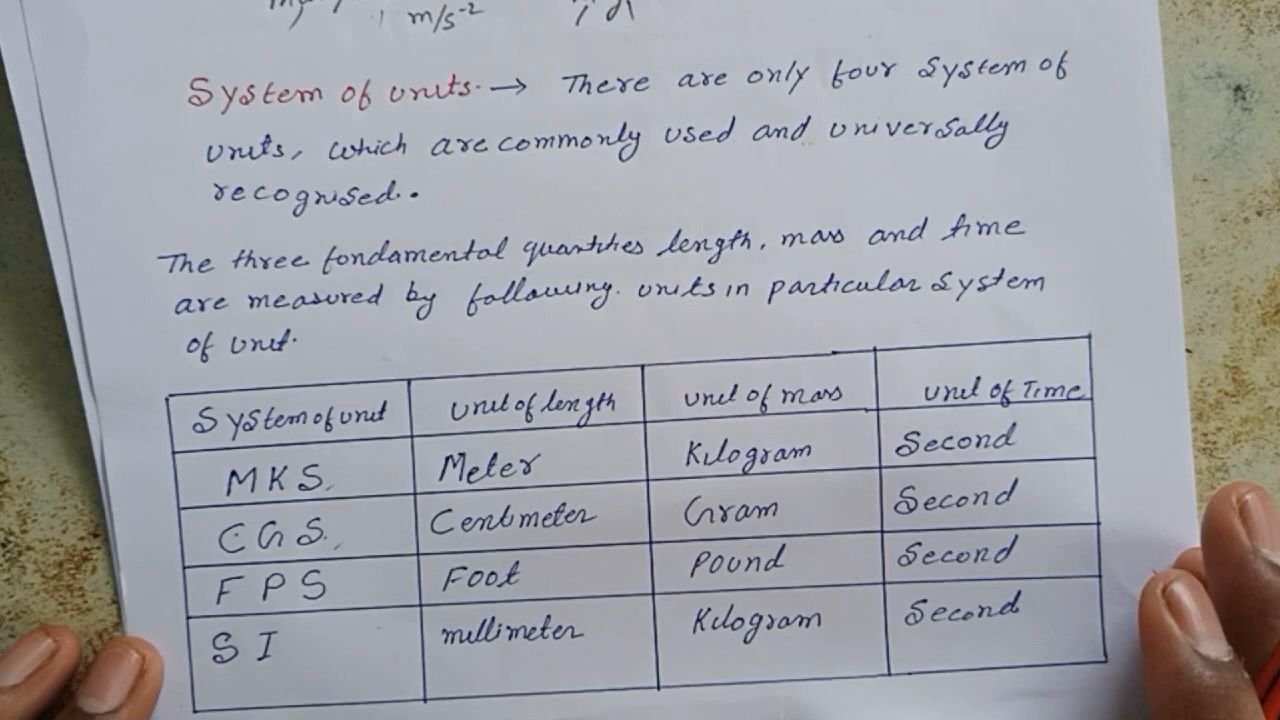 m/s⁻²
System of units. → There are only four System of
units, which are commonly used and universally
recognised.
The three fondamental quantities length, mass and time
are measured by following. units in particular System
of unit.
System of unit Unit of length unit of mass unit of Time
MKS. Meter Kilogram Second
CGS., Centimeter Gram Second
FPS Foot Pound Second
SI millimeter Kilogram Second